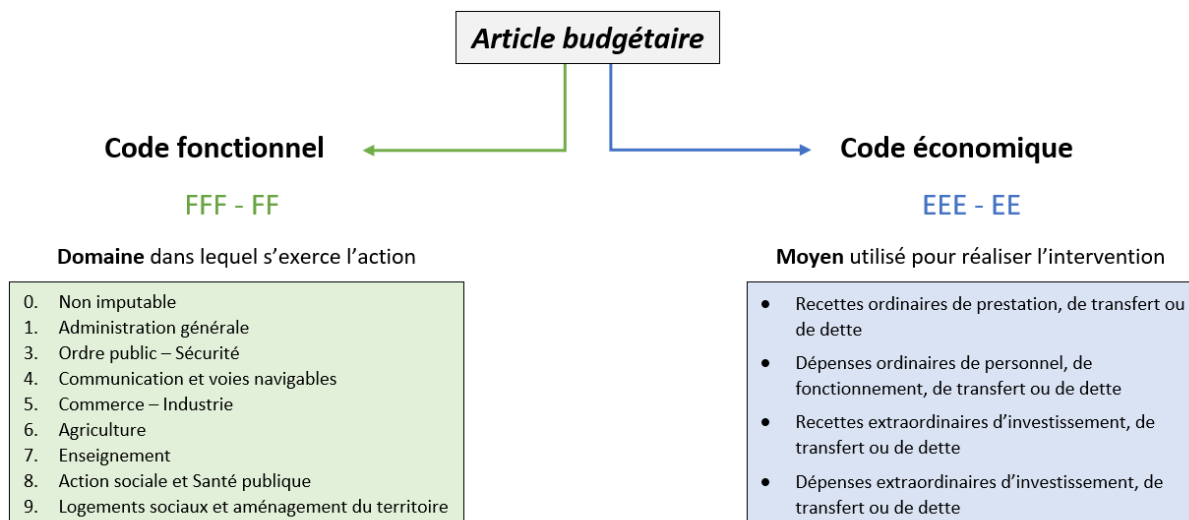 Article budgétaire
Code fonctionnel
FFF - FF
Domaine dans lequel s’exerce l’action
0. Non imputable
1. Administration générale
3. Ordre public – Sécurité
4. Communication et voies navigables
5. Commerce – Industrie
6. Agriculture
7. Enseignement
8. Action sociale et Santé publique
9. Logements sociaux et aménagement du territoire
Code économique
EEE - EE
Moyen utilisé pour réaliser l’intervention
• Recettes ordinaires de prestation, de transfert ou
de dette
• Dépenses ordinaires de personnel, de
fonctionnement, de transfert ou de dette
• Recettes extraordinaires d’investissement, de
transfert ou de dette
• Dépenses extraordinaires d’investissement, de
transfert ou de dette